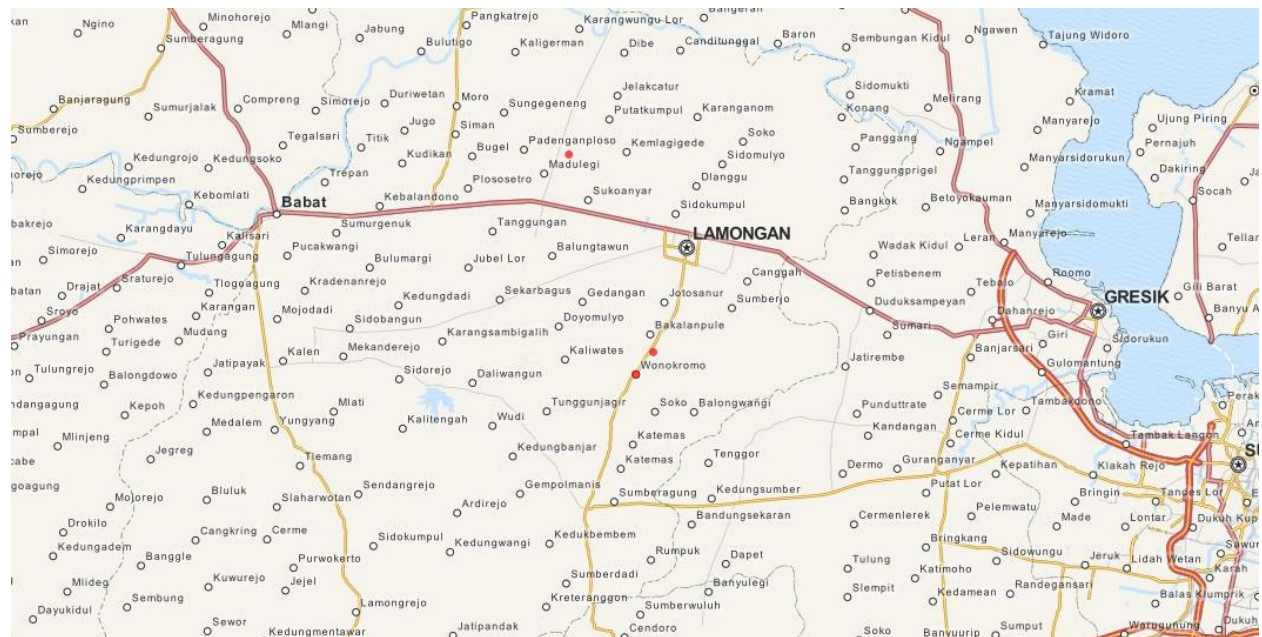 kan
Ngino
Minohorejo
Mlangi
Jabung
Pangkatrejo
Karangwungu Lor
Bangeran
Sumberagung
Bulutigo
Kaligerman
Dibe
Canditunggal
Baron
Sembungan Kidul
Ngawen
Tajung Widoro
Banjaragung
Sumurjalak
Compreng
Simorejo
Duriwetan
Moro
Sungegeneng
Jelakcatur
Putatkumpul
Karanganom
Sidomukti
Konang
Melirang
Kramat
Sumberejo
Tegalsari
Titik
Jugo
Siman
Padenganploso
Kemlagigede
Soko
Panggang
Ngampel
Manyarejo
Ujung Piring
Pernajuh
Kedungrojo
Kedungsoko
Kudikan
Bugel
Madulegi
Sidomulyo
Manyarsidorukun
Dakiring
orejo
Kedungprimpen
Trepan
Plososetro
Dlanggu
Tanggungprigel
Socah
Kebomlati
Babat
Kebalandono
Sukoanyar
Sidokumpul
Bangkok
Betoyokauman
Manyarsidomukti
bakrejo
Karangdayu
Kalisari
Sumurgenuk
Tanggungan
LAMONGAN
Wadak Kidul
Leran
Manyarejo
Tellar
Simorejo
Tulungagung
Pucakwangi
Bulumargi
Jubel Lor
Balungtawun
Canggah
Petisbenem
Roomo
batan
Drajat
Sraturejo
Tlogoagung
Kradenanrejo
Kedungdadi
Sekarbagus
Gedangan
Jotosanur
Sumberjo
Duduksampeyan
Tebalo
GRESIK
Gili Barat
Sroyo
Pohwates
Karangan
Mojodadi
Sidobangun
Doyomulyo
Bakalanpule
Sumari
Dahanrejo
Banyu A
Prayungan
Turigede
Mudung
Karangsambigalih
Giri
Sidorukun
Jatipayak
Kalen
Mekanderejo
Kaliwates
Wonokromo
Jatirembe
Banjarsari
Gulomantung
Tulungrejo
Balongdowo
Sidorejo
Daliwangun
Semampir
ndangagung
Kepoh
Kedungpengaron
Mlati
Tunggunjagir
Soko
Balongwangi
Punduttrate
Cerme Lor
Tambakdono
Perak
mpal
Mlinjeng
Medalem
Yungyang
Kalitengah
Wudi
Katemas
Kandangan
Cerme Kidul
Tambak Langon
cabe
Jegreg
Tlemang
Kedungbanjar
Katemas
Tenggor
Dermo
Guranganyar
Kepatihan
Klakah Rejo
goagung
Mojorejo
Bluluk
Slaharwotan
Sendangrejo
Gempolmanis
Sumberagung
Kedungsumber
Putat Lor
Bringin
Tandes Lor
Drokilo
Cangkring
Cerme
Ardirejo
Bandungsekaran
Cermenlerek
Pelemwatu
Made
Lontar
Dukuh Kup
Kedungadem
Banggle
Purwokerto
Sidokumpul
Kedungwangi
Kedukbembem
Rumpuk
Dapet
Tulung
Bringkang
Sidowungu
Jeruk
Lidah Wetan
Sawun
Mlideg
Kuwurejo
Jejel
Sumberdadi
Banyulegi
Slempit
Katimoho
Randegansari
Karah
Dayukidul
Sembung
Lamongrejo
Kreteranggon
Sumberwuluh
Kedamean
Balas Klumprik
Sewor
Kedungmentawar
Jatipandak
Cendoro
Soko
Banyuurip
Sumput
Warugunung
Dukuh